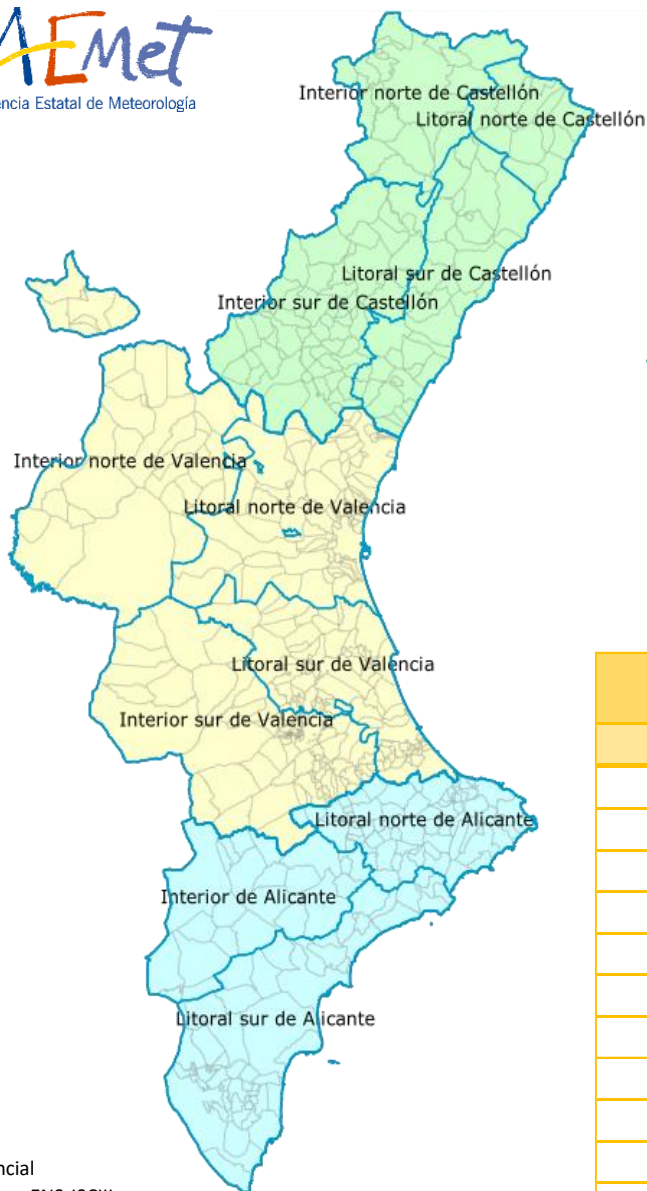 AEMet
encia Estatal de Meteorología
Interior norte de Castellón
Litoral norte de Castellón
Litoral sur de Castellón
Interior sur de Castellón
Interior norte de Valencia
Litoral norte de Valencia
Litoral sur de Valencia
Interior sur de Valencia
Litoral norte de Alicante
Interior de Alicante
Litoral sur de Alicante
ncial